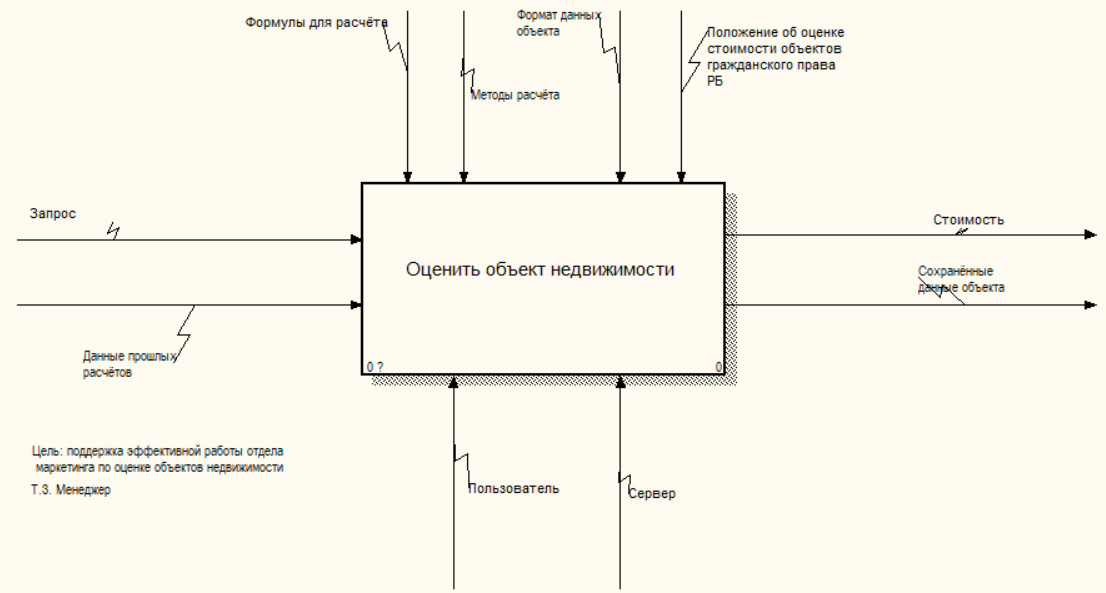 Формулы для расчёта
Методы расчёта
Формат данных
объекта
Положение об оценке
стоимости объектов
гражданского права
РБ
Запрос
Данные прошлых
расчётов
Оценить объект недвижимости
0 ?
0
Стоимость
Сохранённые
данные объекта
Цель: поддержка эффективной работы отдела
маркетинга по оценке объектов недвижимости
Т.З. Менеджер
Пользователь
Сервер